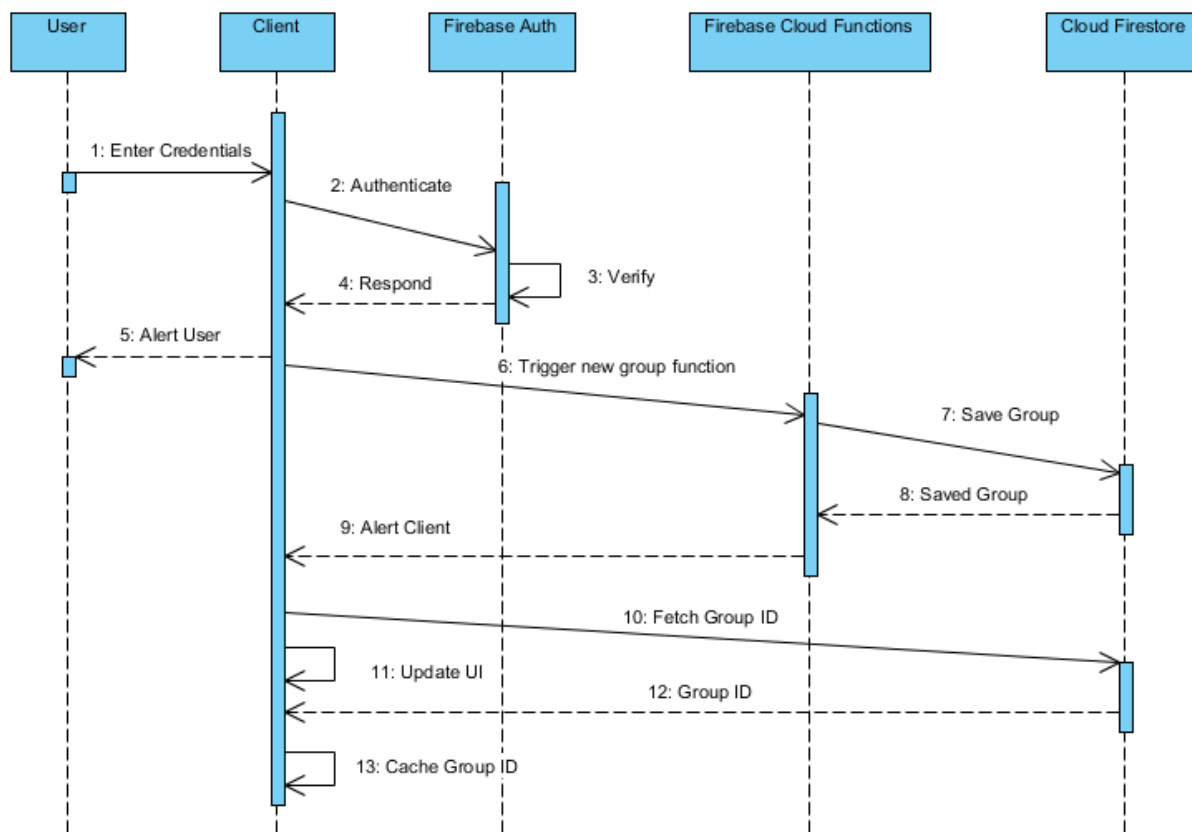 User
Client
Firebase Auth
Firebase Cloud Functions
Cloud Firestore
1: Enter Credentials
2: Authenticate
3: Verify
4: Respond
5: Alert User
6: Trigger new group function
7: Save Group
8: Saved Group
9: Alert Client
10: Fetch Group ID
11: Update UI
12: Group ID
13: Cache Group ID